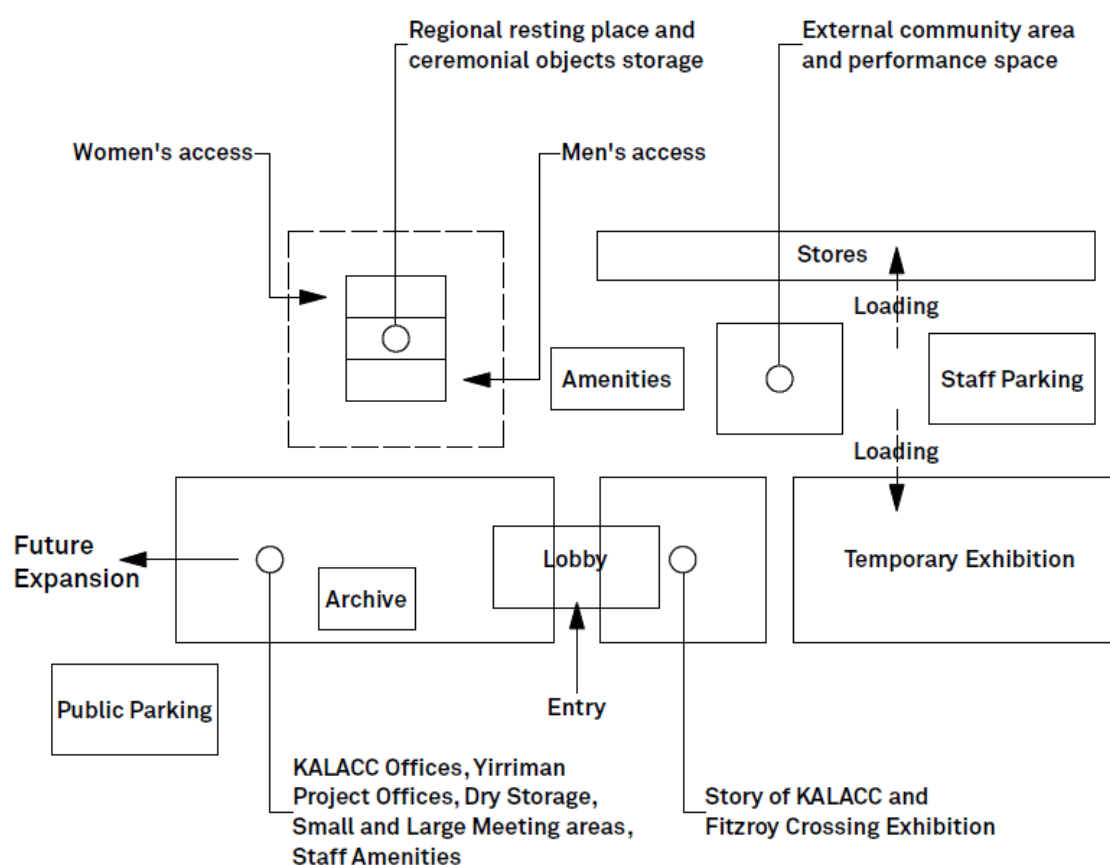 Regional resting place and
ceremonial objects storage
External community area
and performance space
Women's access
Men's access
Stores
Loading
Amenities
Staff Parking
Loading
Future
Expansion
Lobby
Temporary Exhibition
Archive
Public Parking
Entry
KALACC Offices, Yirriman
Project Offices, Dry Storage,
Small and Large Meeting areas,
Staff Amenities
Story of KALACC and
Fitzroy Crossing Exhibition